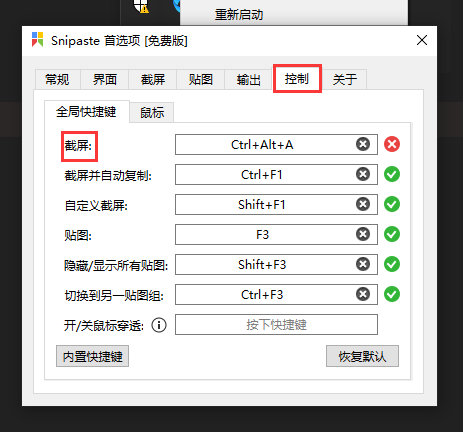 重新启动
Snipaste 首选项 [免费版]
常规 界面 截屏 贴图 输出 控制 关于
全局快捷键 鼠标
截屏: Ctrl+Alt+A
截屏并自动复制: Ctrl+F1
自定义截屏: Shift+F1
贴图: F3
隐藏/显示所有贴图: Shift+F3
切换到另一贴图组: Ctrl+F3
开/关鼠标穿透: 按下快捷键
内置快捷键 恢复默认